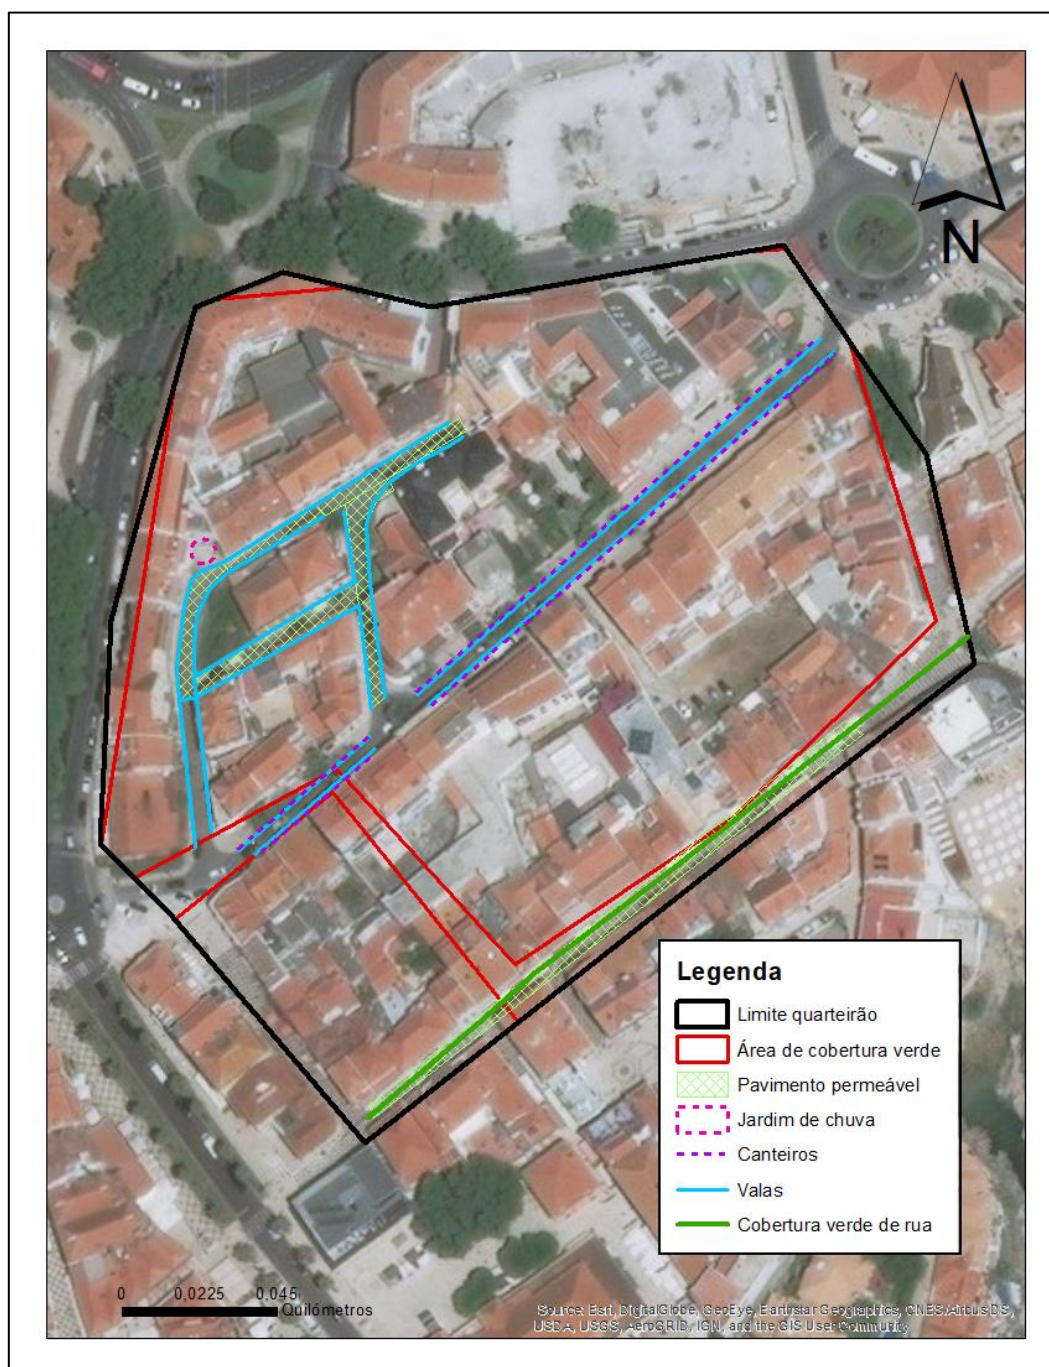 N
Legenda
Limite quarteirão
Área de cobertura verde
Pavimento permeável
Jardim de chuva
Canteiros
Valas
Cobertura verde de rua
0 0,0225 0,045
Quilómetros
Source: Esri, DigitalGlobe, GeoEye, Earthstar Geographics, CNES/Airbus DS,
USDA, USGS, AeroGRID, IGN, and the GIS User Community